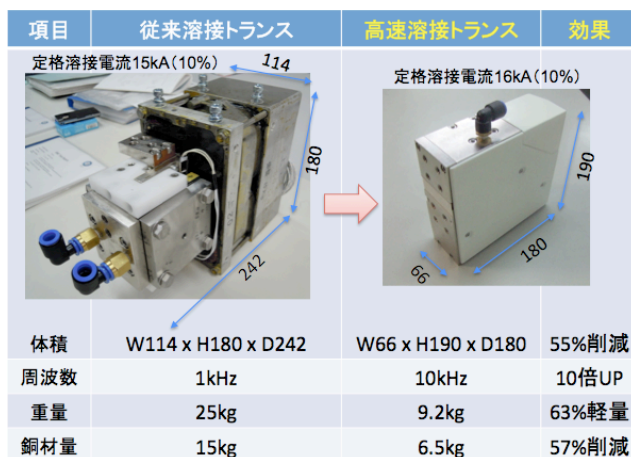 項目 従来溶接トランス 高速溶接トランス 効果
定格溶接電流15kA(10%)
114
180
242
定格溶接電流16kA(10%)
190
180
66
体積 W114 x H180 x D242 W66 x H190 x D180 55%削減
周波数 1kHz 10kHz 10倍UP
重量 25kg 9.2kg 63%軽量
銅材量 15kg 6.5kg 57%削減